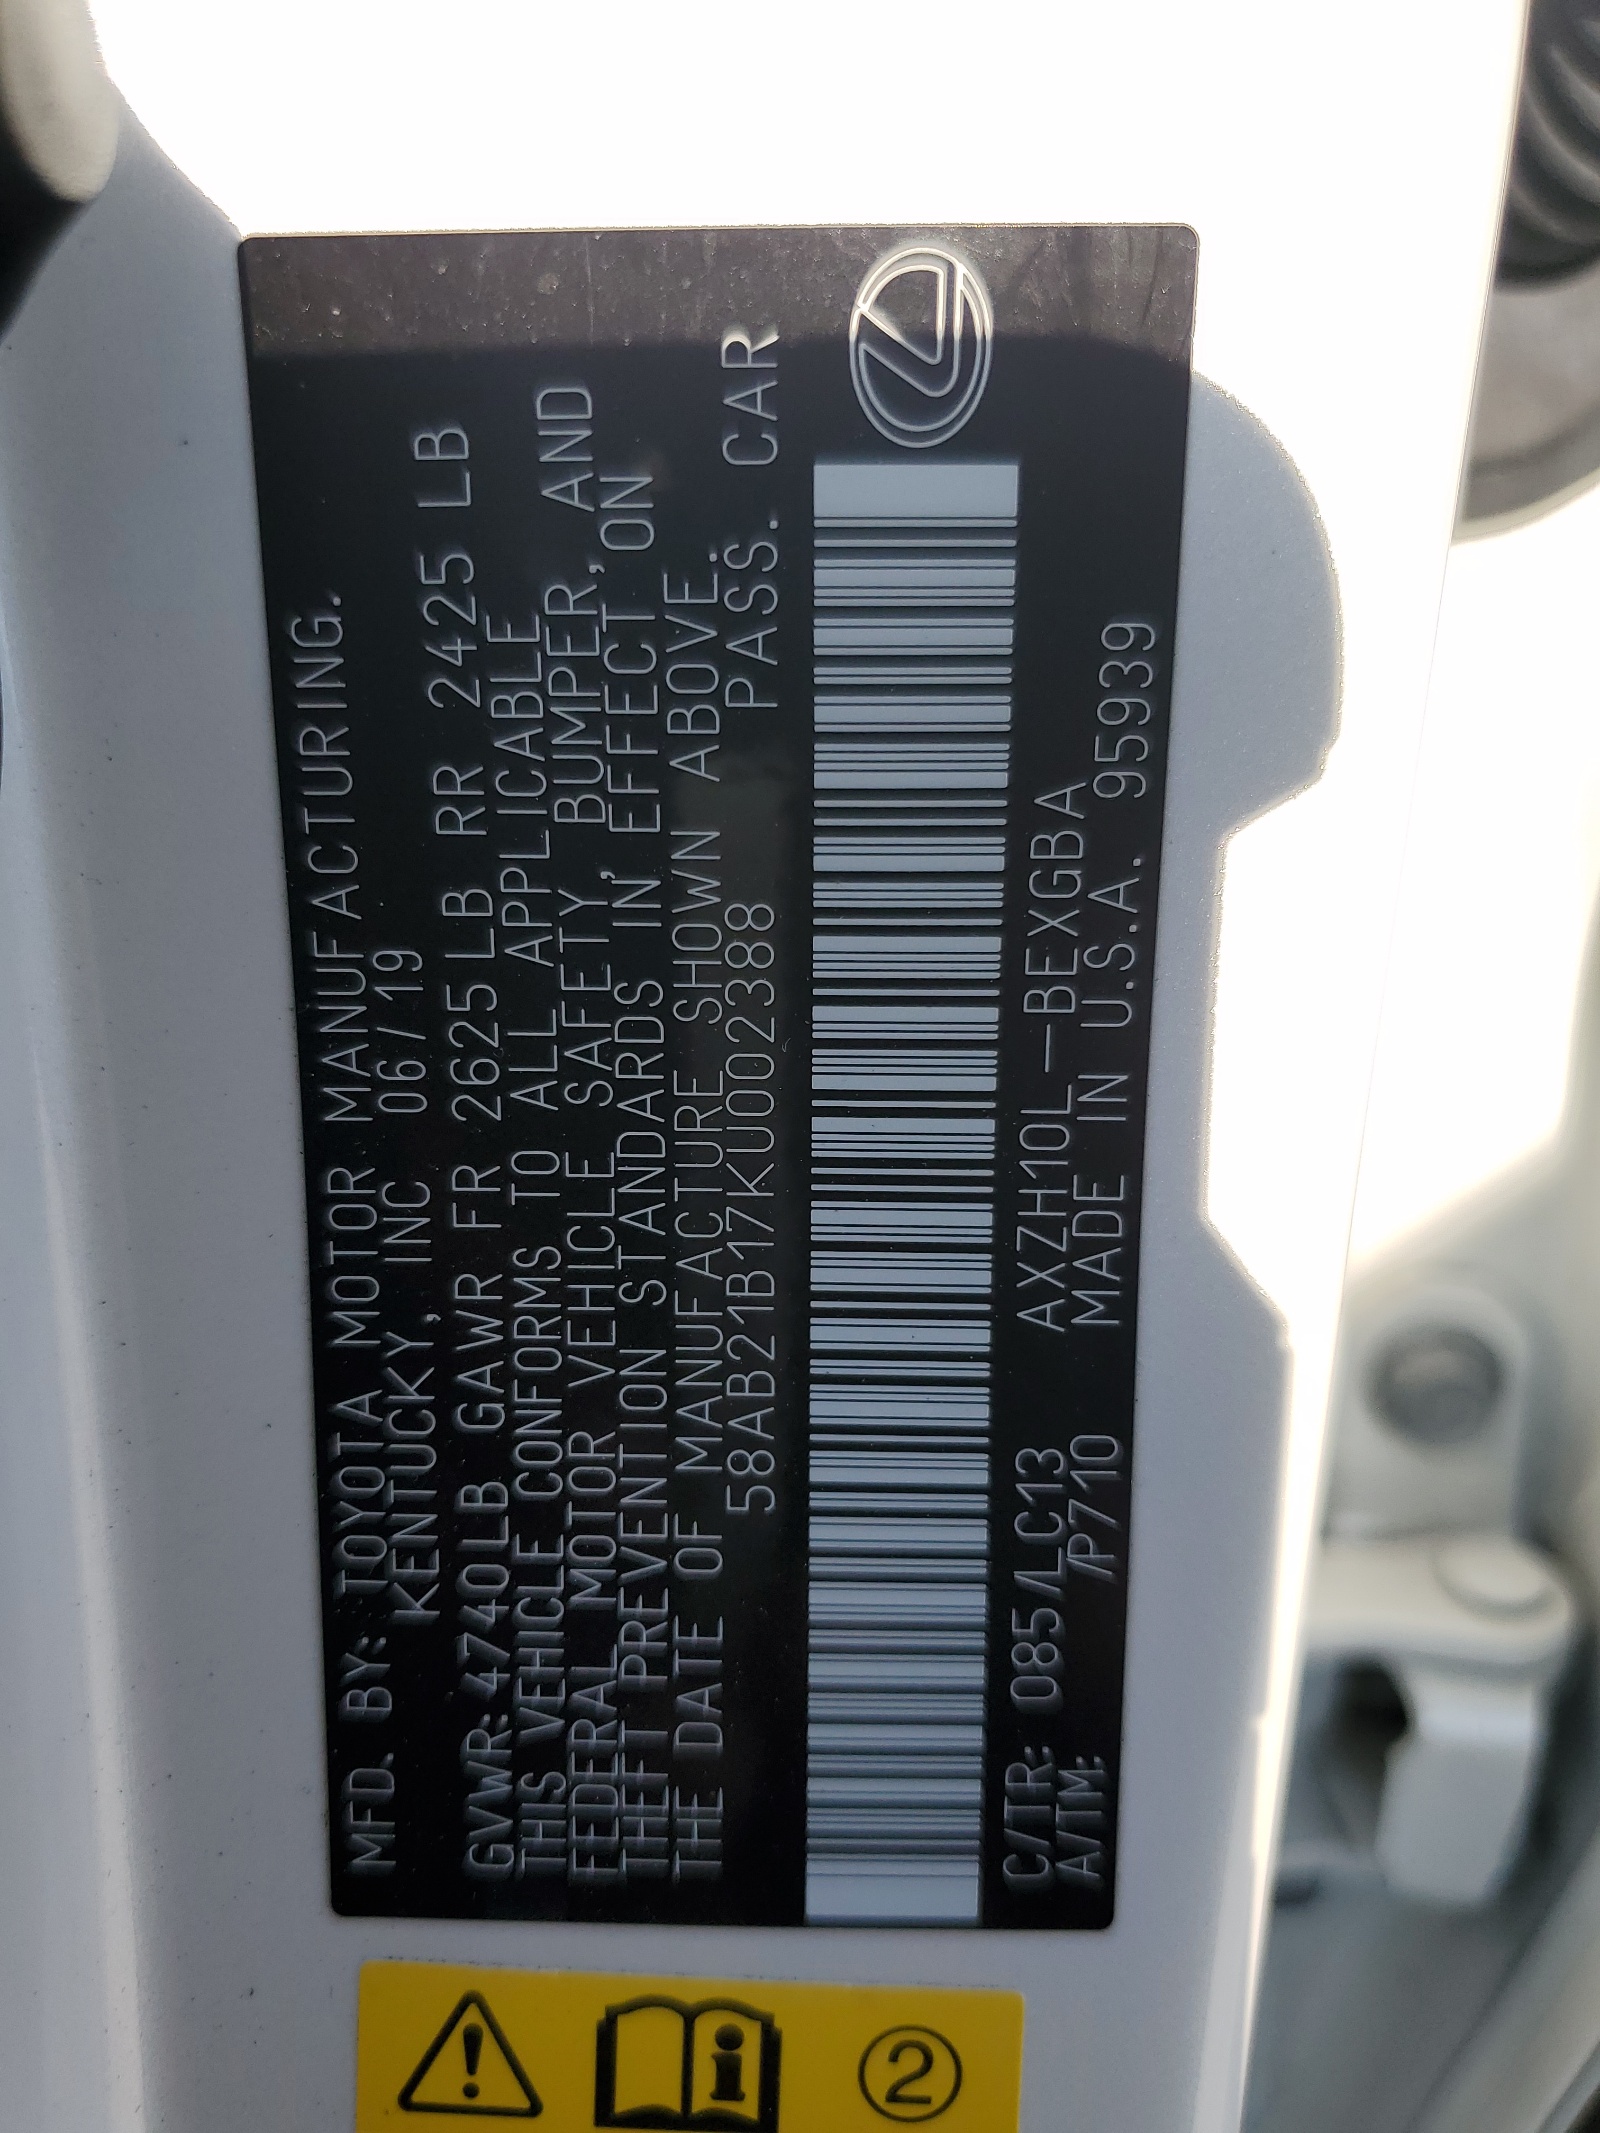 MFD. BY: TOYOTA MOTOR MANUFACTURING.
KENTUCKY, INC 06/19
GVWR: 4740LB GAWR FR 2625LB RR 2425 LB
THIS VEHICLE CONFORMS TO ALL APPLICABLE
FEDERAL MOTOR VEHICLE SAFETY, BUMPER, AND
THEFT PREVENTION STANDARDS IN EFFECT ON
THE DATE OF MANUFACTURE SHOWN ABOVE.
58AB21B17KU002388 PASS. CAR
C/TR: 085/LC13 AXZH10L-BEXGBA
A/TM: /P710 MADE IN U.S.A. 95939
2